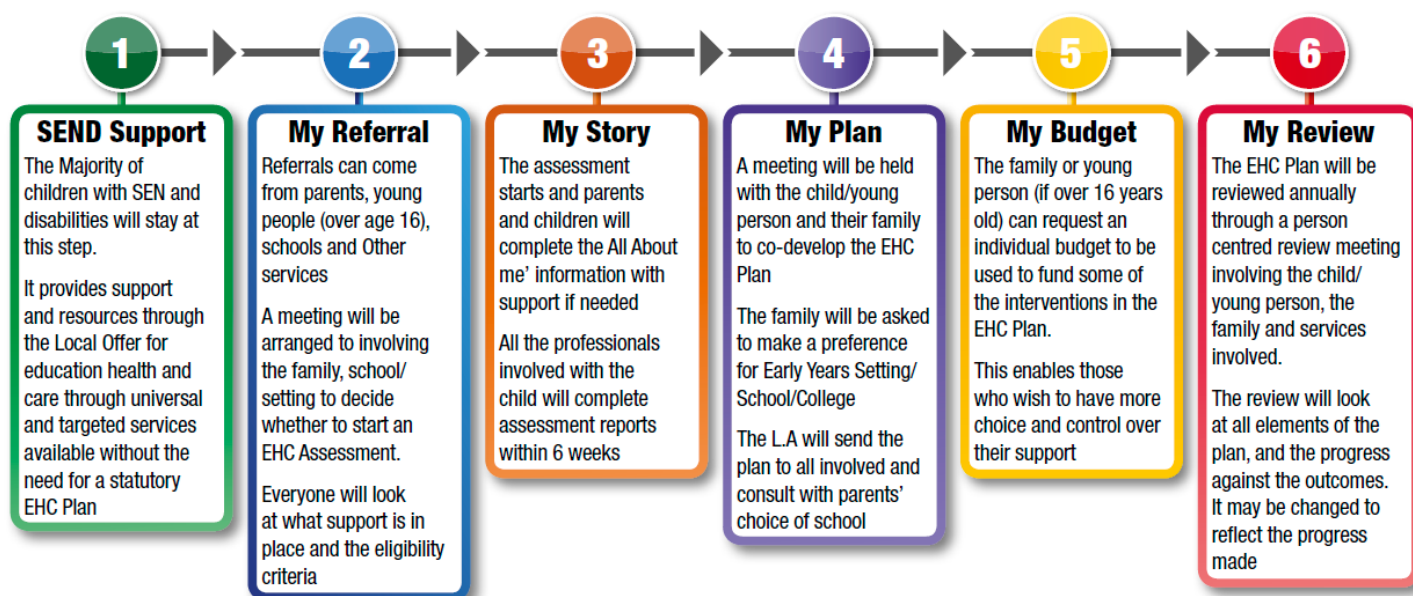 1
2
3
4
5
6
SEND Support
The Majority of
children with SEN and
disabilities will stay at
this step.
It provides support
and resources through
the Local Offer for
education health and
care through universal
and targeted services
available without the
need for a statutory
EHC Plan
My Referral
Referrals can come
from parents, young
people (over age 16),
schools and Other
services
A meeting will be
arranged to involving
the family, school/
setting to decide
whether to start an
EHC Assessment.
Everyone will look
at what support is in
place and the eligibility
criteria
My Story
The assessment
starts and parents
and children will
complete the All About
me' information with
support if needed
All the professionals
involved with the
child will complete
assessment reports
within 6 weeks
My Plan
A meeting will be held
with the child/young
person and their family
to co-develop the EHC
Plan
The family will be asked
to make a preference
for Early Years Setting/
School/College
The L.A will send the
plan to all involved and
consult with parents'
choice of school
My Budget
The family or young
person (if over 16 years
old) can request an
individual budget to be
used to fund some of
the interventions in the
EHC Plan.
This enables those
who wish to have more
choice and control over
their support
My Review
The EHC Plan will be
reviewed annually
through a person
centred review meeting
involving the child/
young person, the
family and services
involved.
The review will look
at all elements of the
plan, and the progress
against the outcomes.
It may be changed to
reflect the progress
made